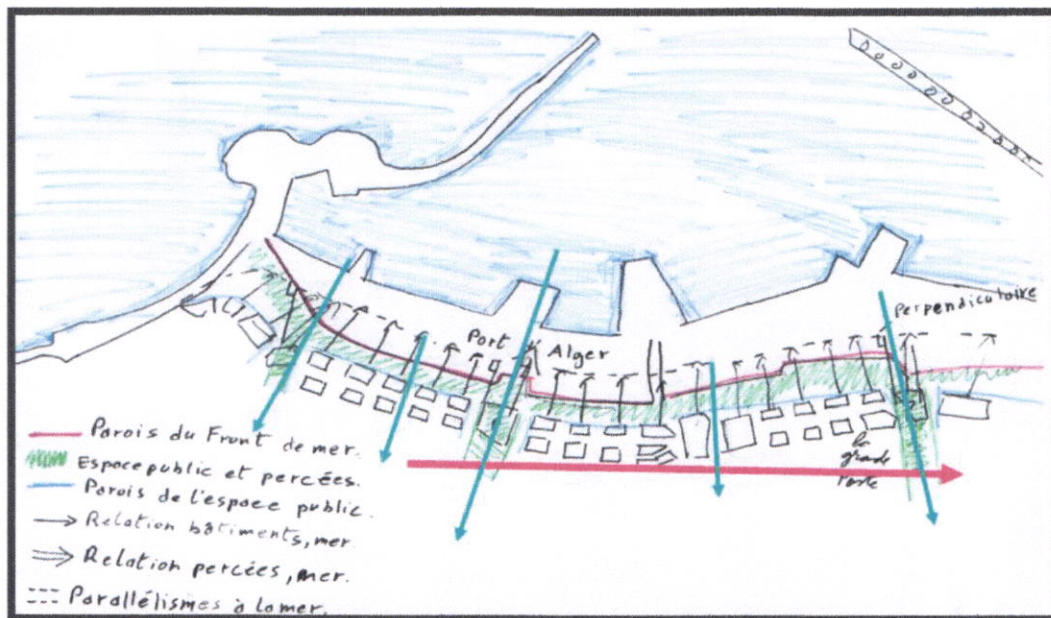 Perpendiculaire
Port Alger
la
grande
Poste
Parois du Front de mer.
Espace public et percées.
Parois de l'espace public.
Relation bâtiments, mer.
Relation percées, mer.
Parallélismes à la mer.